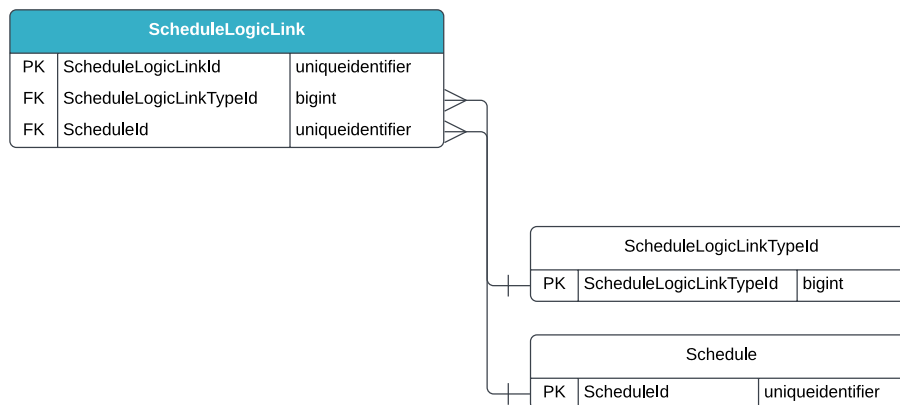 ScheduleLogicLink
PK ScheduleLogicLinkId uniqueidentifier
FK ScheduleLogicLinkTypeId bigint
FK ScheduleId uniqueidentifier
ScheduleLogicLinkTypeId
PK ScheduleLogicLinkTypeId bigint
Schedule
PK ScheduleId uniqueidentifier